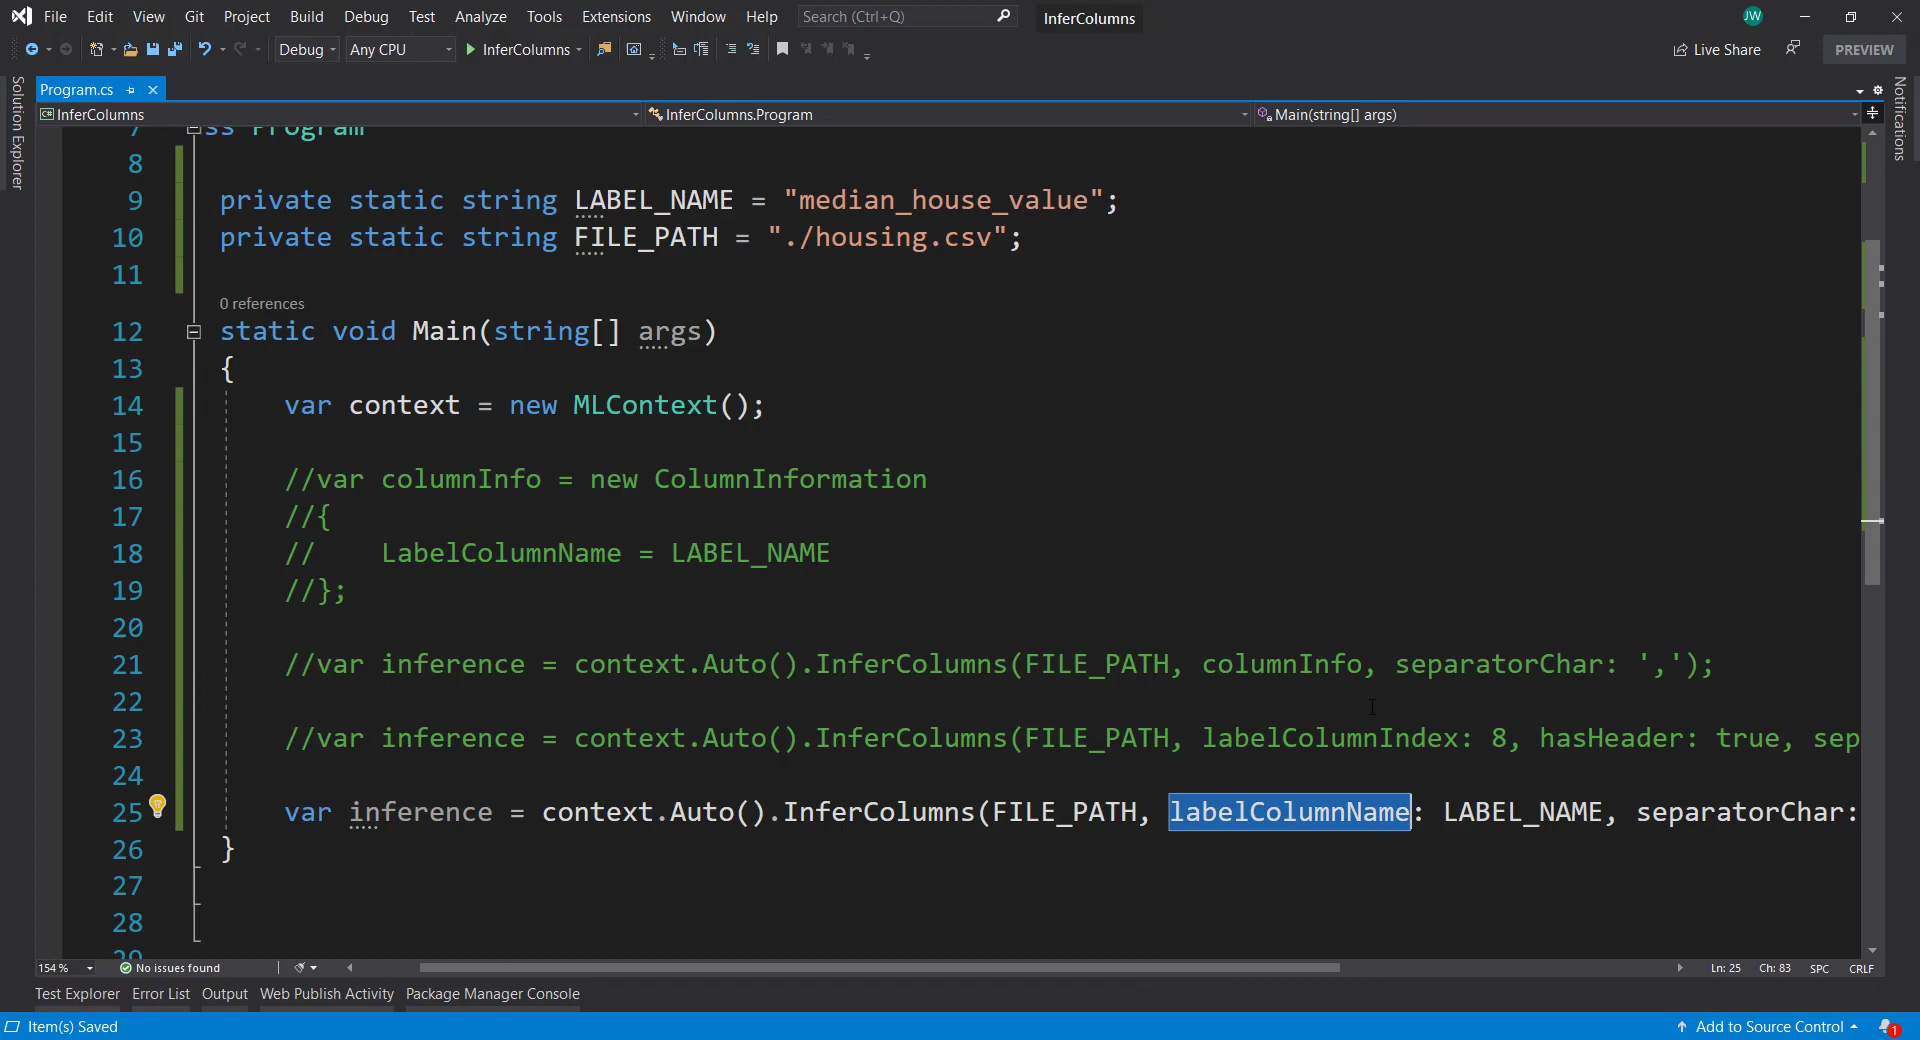 File Edit View Git Project Build Debug Test Analyze Tools Extensions Window Help Search (Ctrl+Q) InferColumns JW
Debug Any CPU InferColumns Live Share PREVIEW
Solution Explorer
Program.cs
Notifications
InferColumns InferColumns.Program Main(string[] args)
7 ss Program
8
9 private static string LABEL_NAME = "median_house_value";
10 private static string FILE_PATH = "./housing.csv";
11
0 references
12 static void Main(string[] args)
13 {
14 var context = new MLContext();
15
16 //var columnInfo = new ColumnInformation
17 //{
18 // LabelColumnName = LABEL_NAME
19 //};
20
21 //var inference = context.Auto().InferColumns(FILE_PATH, columnInfo, separatorChar: ',');
22
23 //var inference = context.Auto().InferColumns(FILE_PATH, labelColumnIndex: 8, hasHeader: true, sep
24
25 var inference = context.Auto().InferColumns(FILE_PATH, labelColumnName: LABEL_NAME, separatorChar:
26 }
27
28
29
154 % No issues found Ln: 25 Ch: 83 SPC CRLF
Test Explorer Error List Output Web Publish Activity Package Manager Console
Item(s) Saved Add to Source Control 1